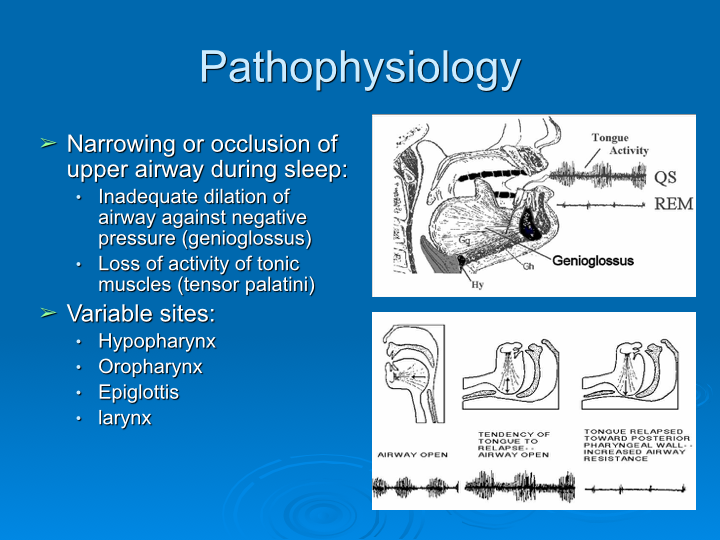 Pathophysiology
➢ Narrowing or occlusion of
upper airway during sleep:
• Inadequate dilation of
airway against negative
pressure (genioglossus)
• Loss of activity of tonic
muscles (tensor palatini)
➢ Variable sites:
• Hypopharynx
• Oropharynx
• Epiglottis
• larynx
Tongue
Activity
QS
REM
Gg
Gh
Genioglossus
Hy
AIRWAY OPEN
TENDENCY OF
TONGUE TO
RELAPSE--
AIRWAY OPEN
TONGUE RELAPSED
TOWARD POSTERIOR
PHARYNGEAL WALL--
INCREASED AIRWAY
RESISTANCE